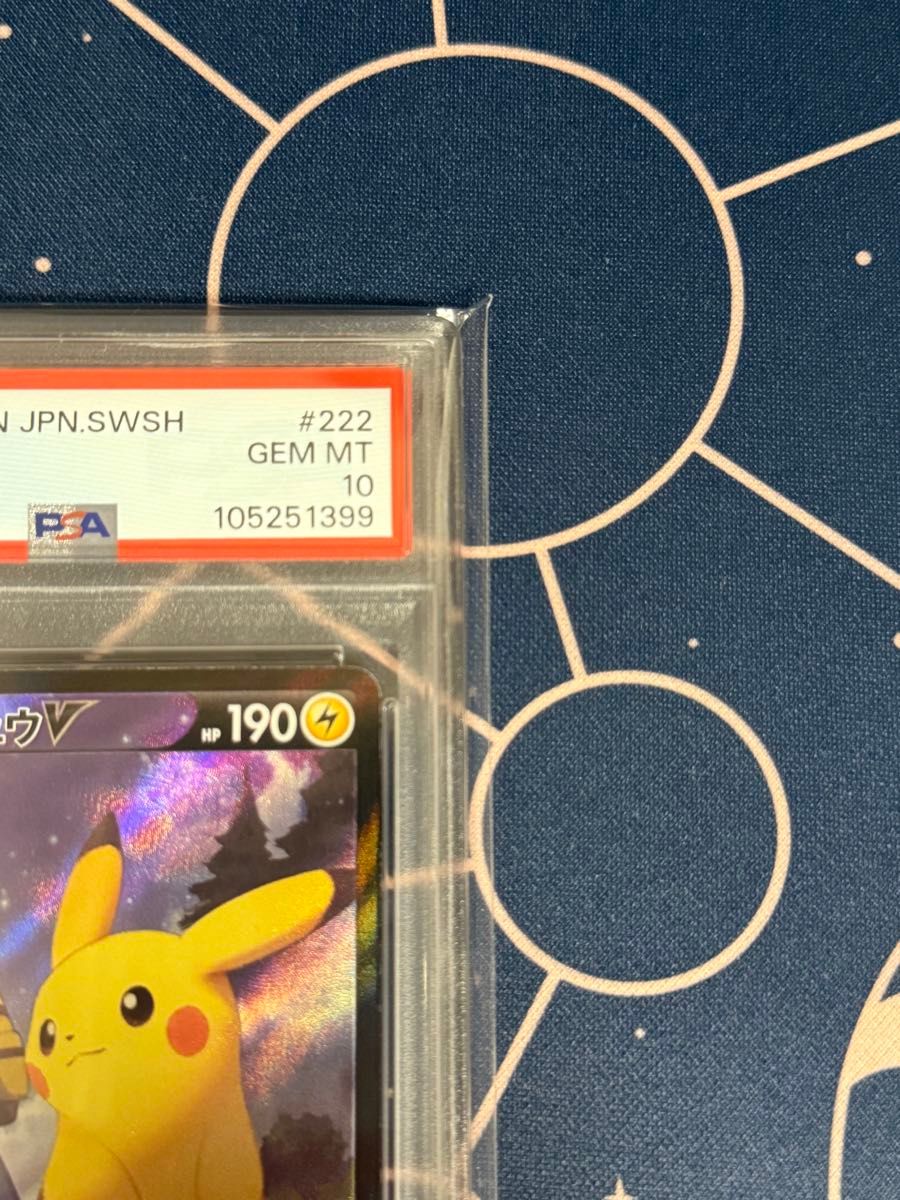 JPN.SWSH #222
GEM MT
10
PSA 105251399
ュウV HP 190